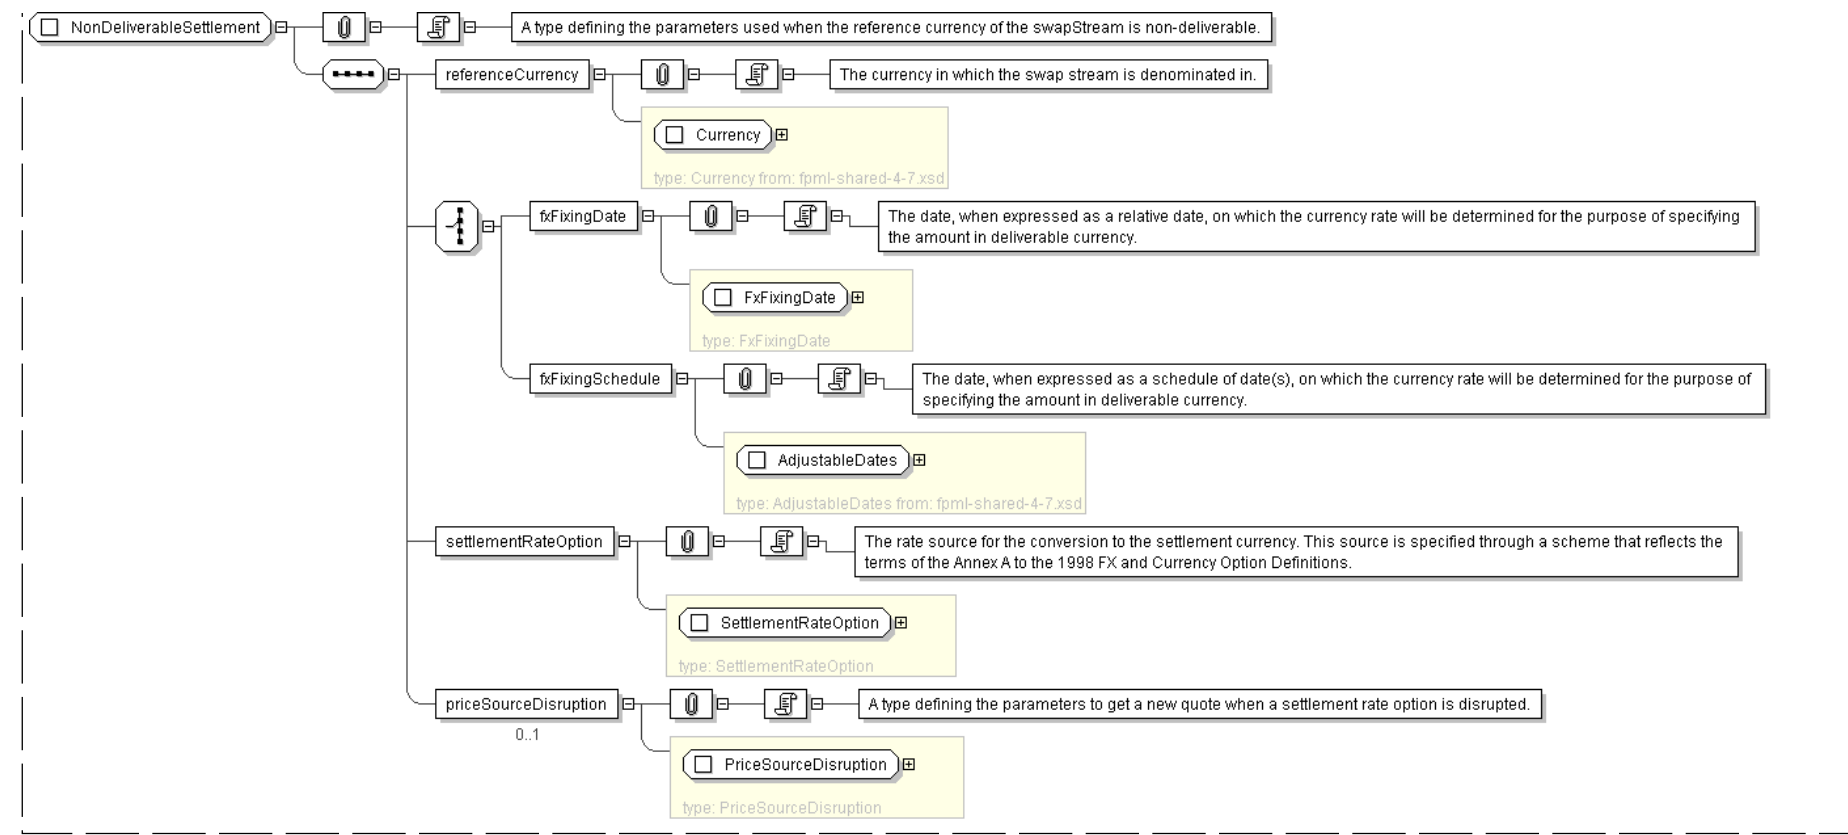 NonDeliverableSettlement
A type defining the parameters used when the reference currency of the swapStream is non-deliverable.
referenceCurrency
The currency in which the swap stream is denominated in.
Currency
type: Currency from: fpml-shared-4-7.xsd
fxFixingDate
The date, when expressed as a relative date, on which the currency rate will be determined for the purpose of specifying
the amount in deliverable currency.
FxFixingDate
type: FxFixingDate
fxFixingSchedule
The date, when expressed as a schedule of date(s), on which the currency rate will be determined for the purpose of
specifying the amount in deliverable currency.
AdjustableDates
type: AdjustableDates from: fpml-shared-4-7.xsd
settlementRateOption
The rate source for the conversion to the settlement currency. This source is specified through a scheme that reflects the
terms of the Annex A to the 1998 FX and Currency Option Definitions.
SettlementRateOption
type: SettlementRateOption
priceSourceDisruption
A type defining the parameters to get a new quote when a settlement rate option is disrupted.
0..1
PriceSourceDisruption
type: PriceSourceDisruption